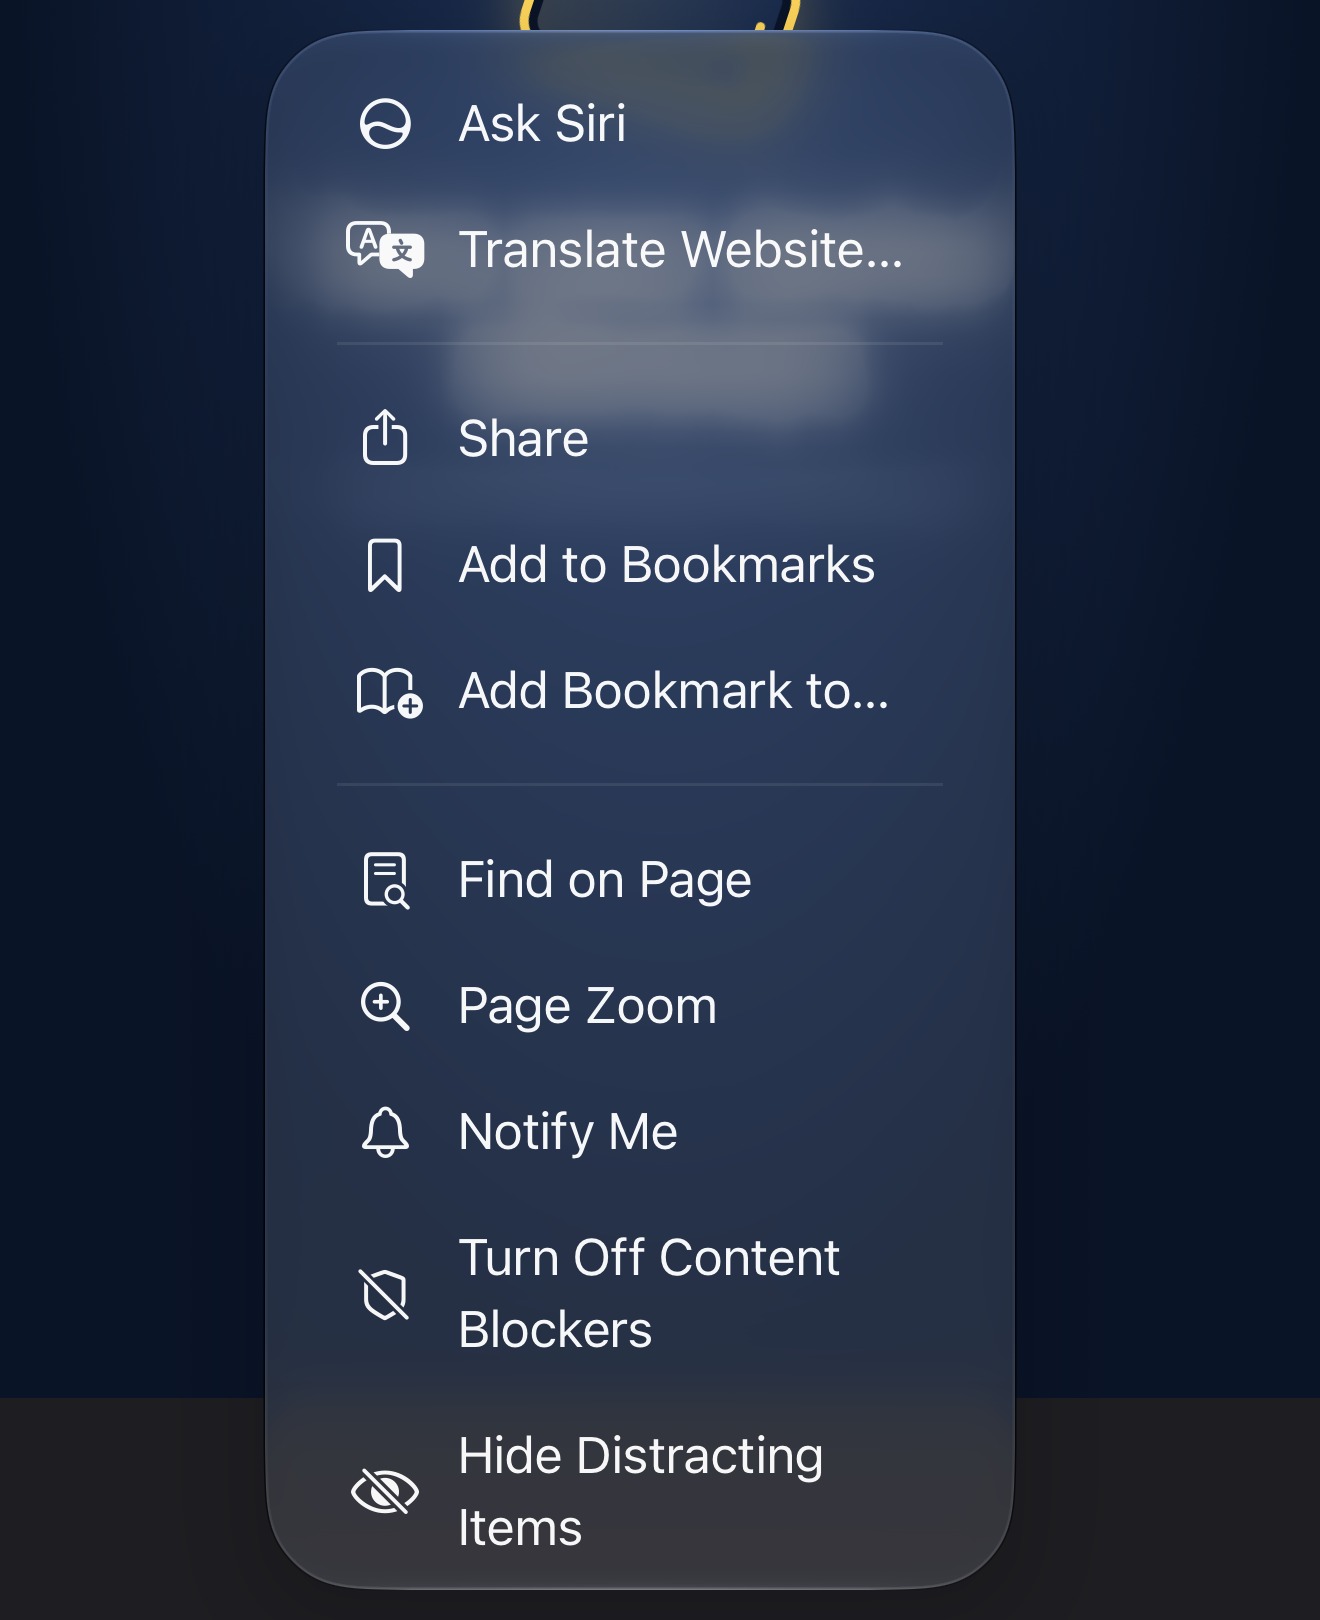 Ask Siri
Translate Website...
Share
Add to Bookmarks
Add Bookmark to...
Find on Page
Page Zoom
Notify Me
Turn Off Content
Blockers
Hide Distracting
Items